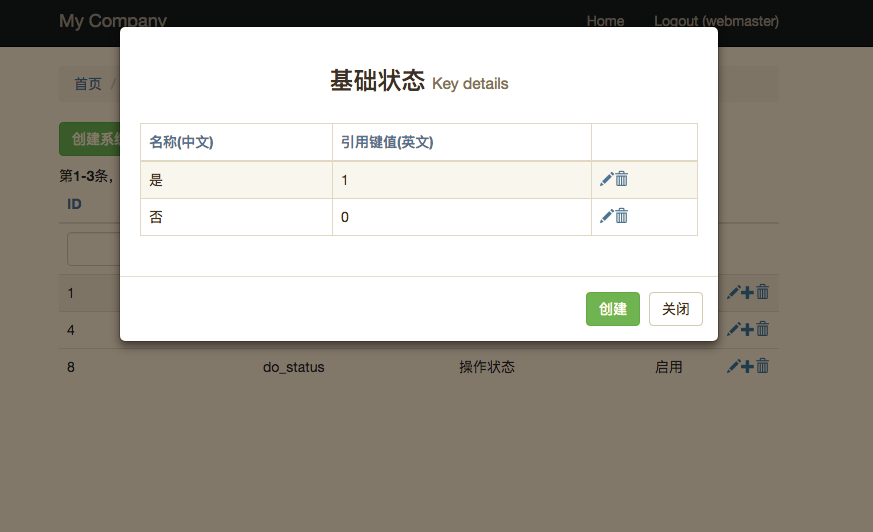 My Company Home Logout (webmaster)
首页 /
基础状态 Key details
创建系
名称(中文) 引用键值(英文)
第1-3条,
是 1
ID
否 0
1
创建 关闭
4
8 do_status 操作状态 启用